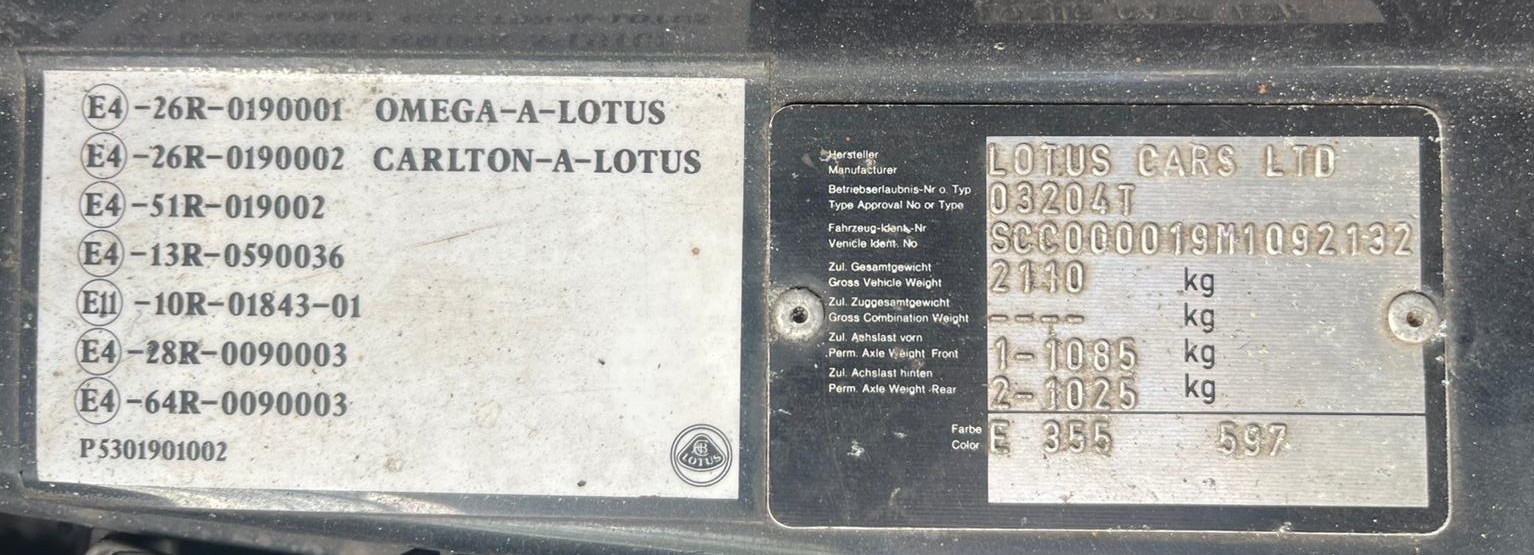 E4-26R-0190001 OMEGA-A-LOTUS
E4-26R-0190002 CARLTON-A-LOTUS
E4-51R-019002
E4-13R-0590036
E11-10R-01843-01
E4-28R-0090003
E4-64R-0090003
P5301901002
LOTUS
Hersteller
Manufacturer
LOTUS CARS LTD
Betriebserlaubnis-Nr o. Typ
Type Approval No or Type
03204T
Fahrzeug-Ident.-Nr
Vehicle Ident. No
SCC000019M1092132
Zul. Gesamtgewicht
Gross Vehicle Weight
2110 kg
Zul. Zuggesamtgewicht
Gross Combination Weight
---- kg
Zul. Achslast vorn
Perm. Axle Weight Front
1-1085 kg
Zul. Achslast hinten
Perm. Axle Weight Rear
2-1025 kg
Farbe
Color
E 355 597